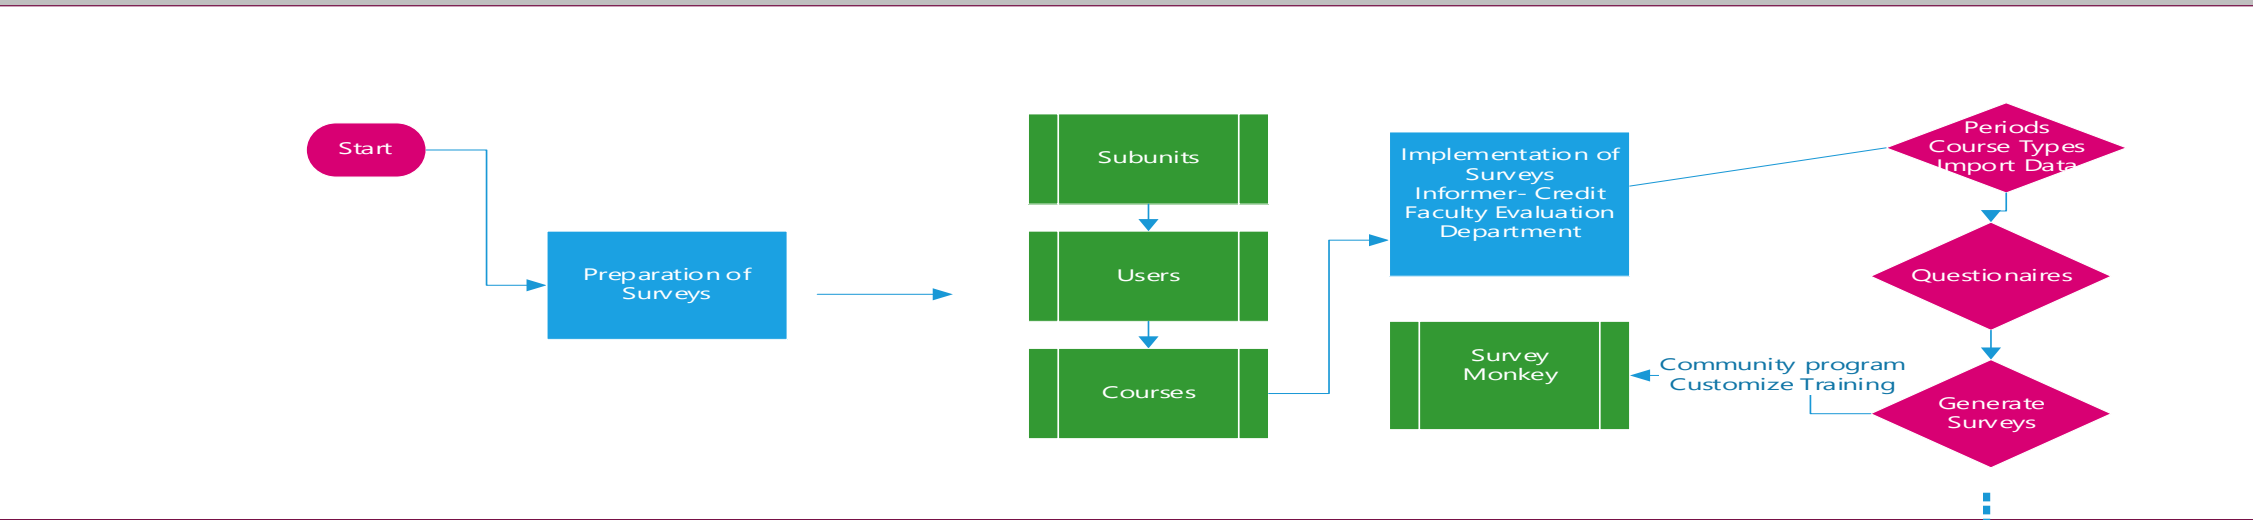 Start
Preparation of
Surveys
Subunits
Users
Courses
Implementation of
Surveys
Informer- Credit
Faculty Evaluation
Department
Survey
Monkey
Periods
Course Types
Import Data
Questionaires
Community program
Customize Training
Generate
Surveys